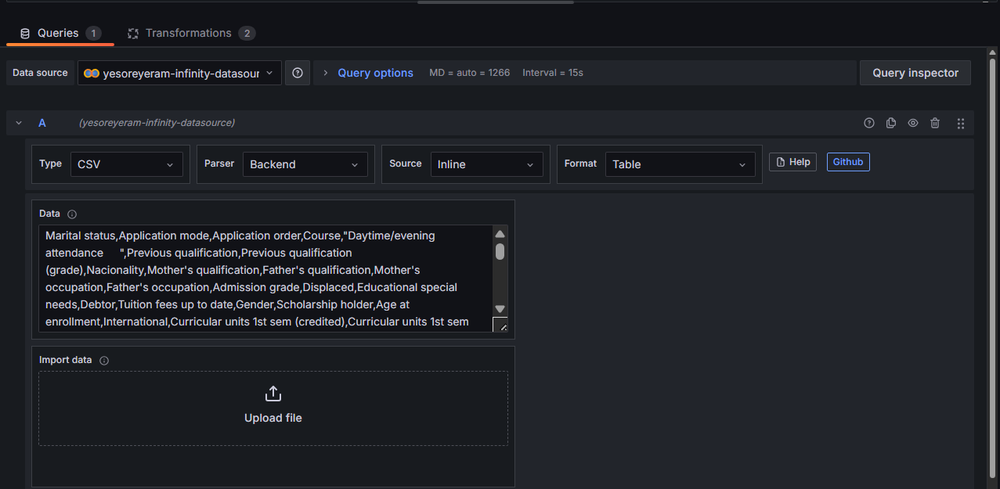 Queries 1 Transformations 2
Data source yesoreyeram-infinity-datasour Query options MD = auto = 1266 Interval = 15s Query inspector
A (yesoreyeram-infinity-datasource)
Type CSV Parser Backend Source Inline Format Table Help Github
Data
Marital status,Application mode,Application order,Course,"Daytime/evening
attendance ",Previous qualification,Previous qualification
(grade),Nacionality,Mother's qualification,Father's qualification,Mother's
occupation,Father's occupation,Admission grade,Displaced,Educational special
needs,Debtor,Tuition fees up to date,Gender,Scholarship holder,Age at
enrollment,International,Curricular units 1st sem (credited),Curricular units 1st sem
Import data
Upload file